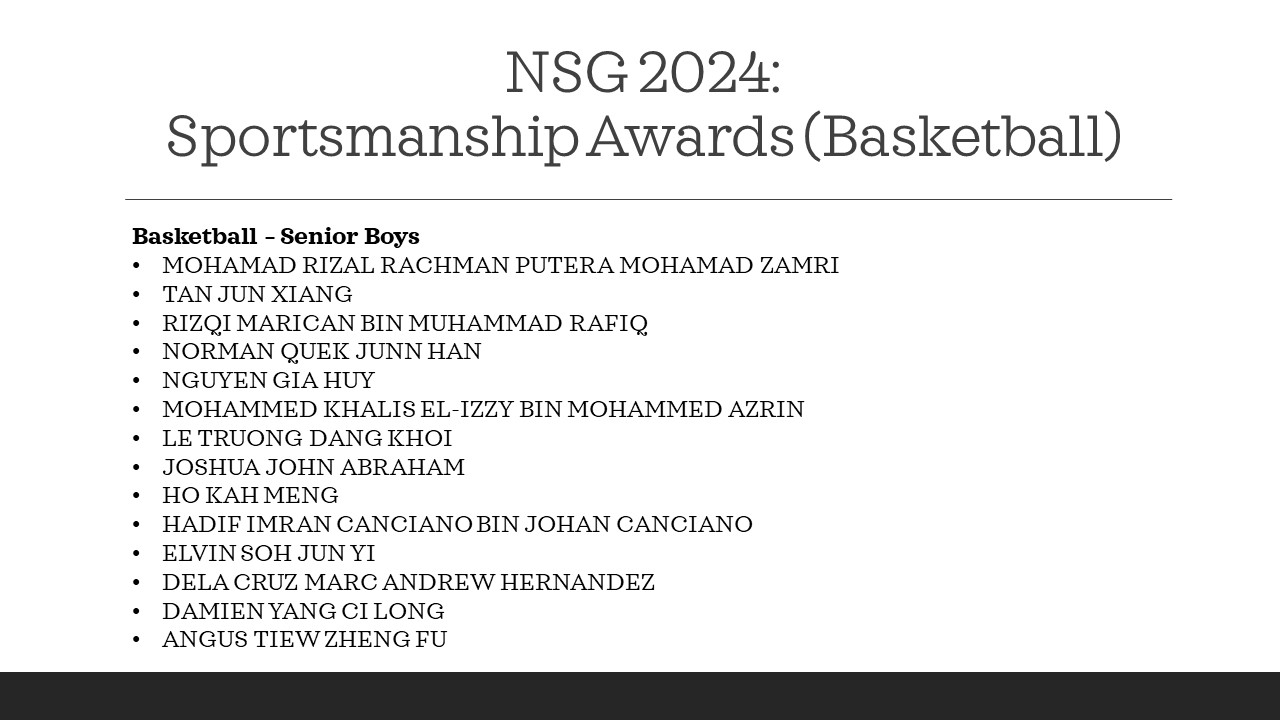 NSG 2024:
Sportsmanship Awards (Basketball)
Basketball – Senior Boys
• MOHAMAD RIZAL RACHMAN PUTERA MOHAMAD ZAMRI
• TAN JUN XIANG
• RIZQI MARICAN BIN MUHAMMAD RAFIQ
• NORMAN QUEK JUNN HAN
• NGUYEN GIA HUY
• MOHAMMED KHALIS EL-IZZY BIN MOHAMMED AZRIN
• LE TRUONG DANG KHOI
• JOSHUA JOHN ABRAHAM
• HO KAH MENG
• HADIF IMRAN CANCIANO BIN JOHAN CANCIANO
• ELVIN SOH JUN YI
• DELA CRUZ MARC ANDREW HERNANDEZ
• DAMIEN YANG CI LONG
• ANGUS TIEW ZHENG FU